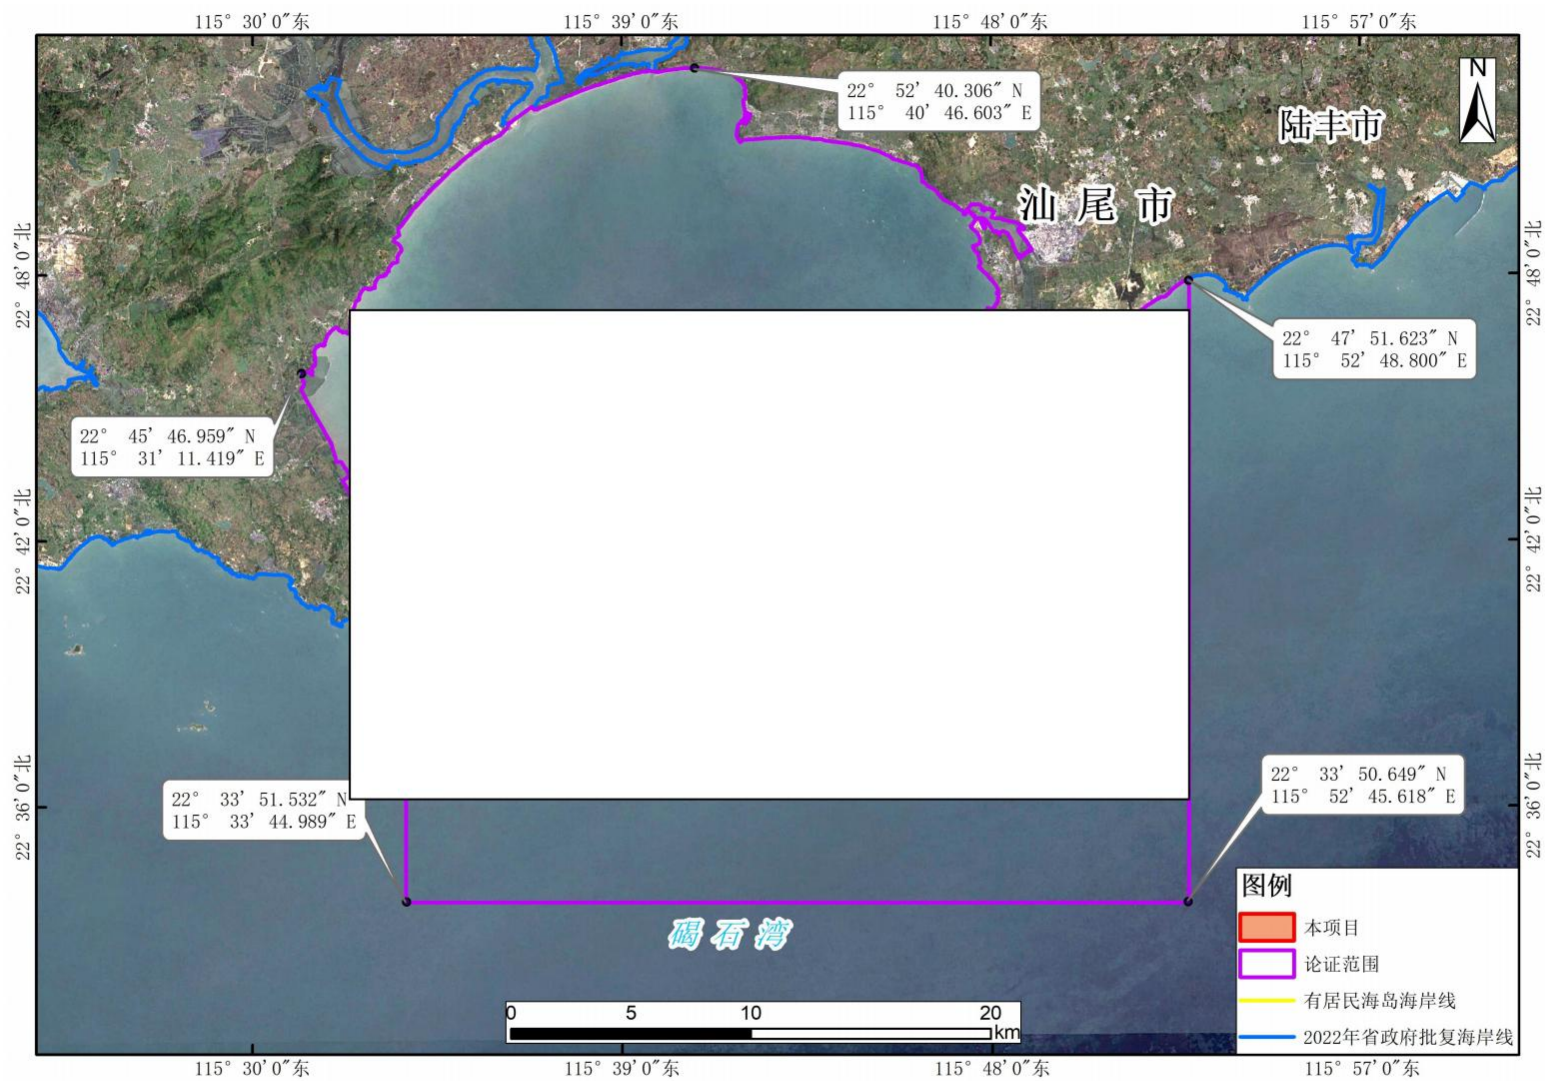 115° 30′ 0″东
115° 39′ 0″东
115° 48′ 0″东
115° 57′ 0″东
22° 52′ 40.306″ N
115° 40′ 46.603″ E
陆丰市
N
汕尾市
22° 48′ 0″北
22° 48′ 0″北
22° 47′ 51.623″ N
115° 52′ 48.800″ E
22° 45′ 46.959″ N
115° 31′ 11.419″ E
22° 42′ 0″北
22° 42′ 0″北
22° 33′ 51.532″ N
115° 33′ 44.989″ E
22° 33′ 50.649″ N
115° 52′ 45.618″ E
22° 36′ 0″北
22° 36′ 0″北
碣石湾
图例
本项目
论证范围
有居民海岛海岸线
2022年省政府批复海岸线
0 5 10 20
km
115° 30′ 0″东
115° 39′ 0″东
115° 48′ 0″东
115° 57′ 0″东